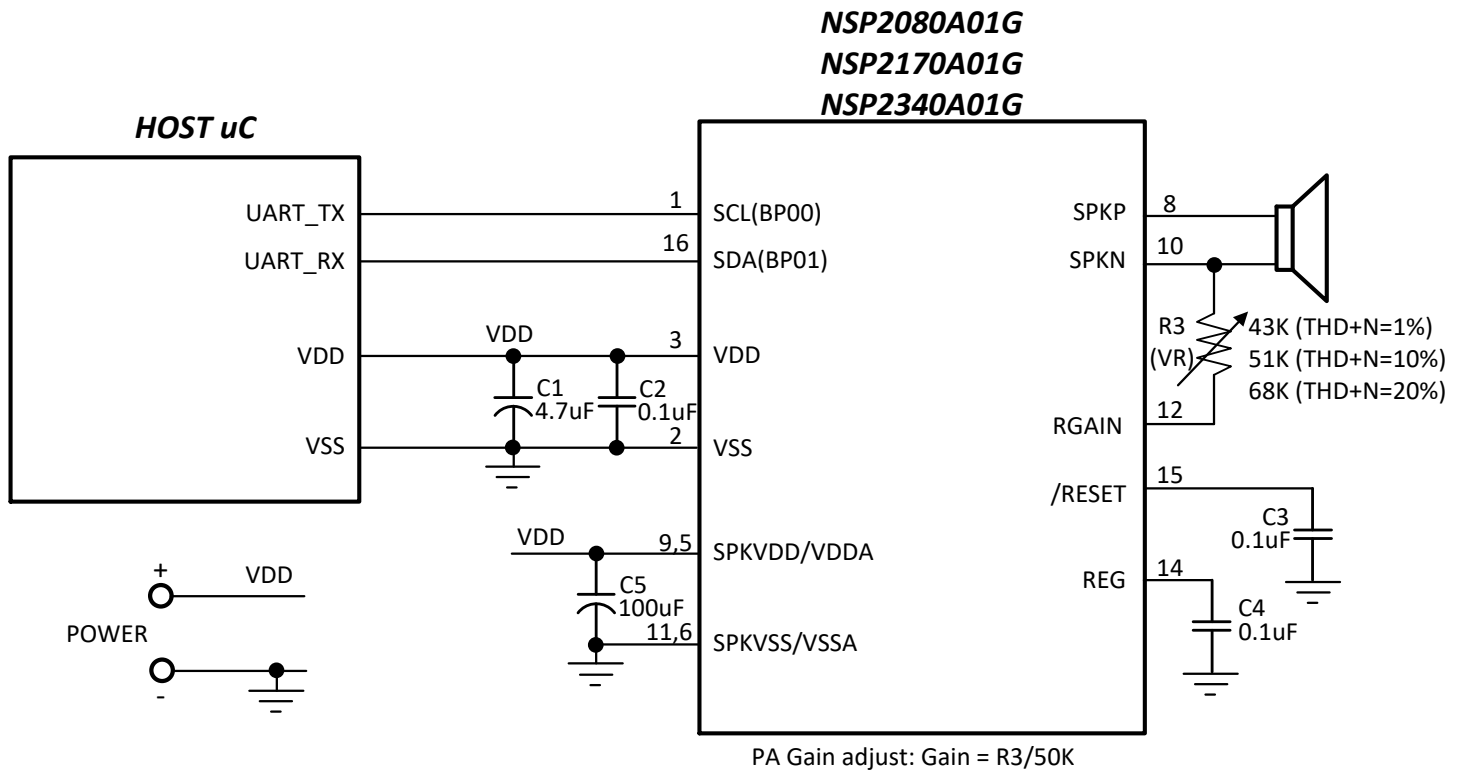 NSP2080A01G
NSP2170A01G
NSP2340A01G
HOST uC
UART_TX
1
SCL(BP00)
SPKP
8
UART_RX
16
SDA(BP01)
SPKN
10
R3
(VR)
43K (THD+N=1%)
51K (THD+N=10%)
68K (THD+N=20%)
VDD
VDD
3
VDD
C1
4.7uF
C2
0.1uF
RGAIN
12
VSS
2
VSS
/RESET
15
C3
0.1uF
VDD
9,5
SPKVDD/VDDA
C5
100uF
REG
14
C4
0.1uF
11,6
SPKVSS/VSSA
+
VDD
POWER
-
PA Gain adjust: Gain = R3/50K